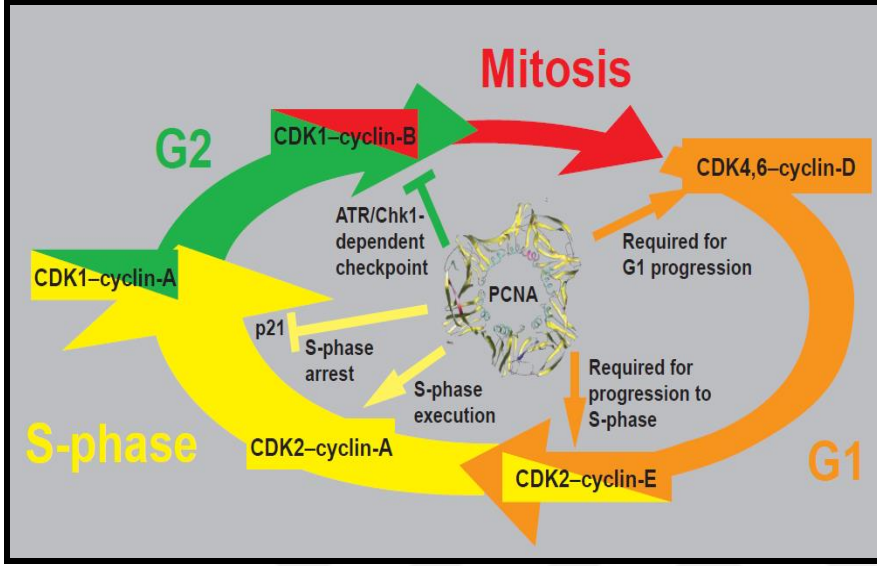 Mitosis
G2
CDK1–cyclin-B
CDK4,6–cyclin-D
ATR/Chk1-
dependent
checkpoint
Required for
G1 progression
CDK1–cyclin-A
PCNA
p21
S-phase
arrest
S-phase
execution
Required for
progression to
S-phase
S-phase
CDK2–cyclin-A
G1
CDK2–cyclin-E